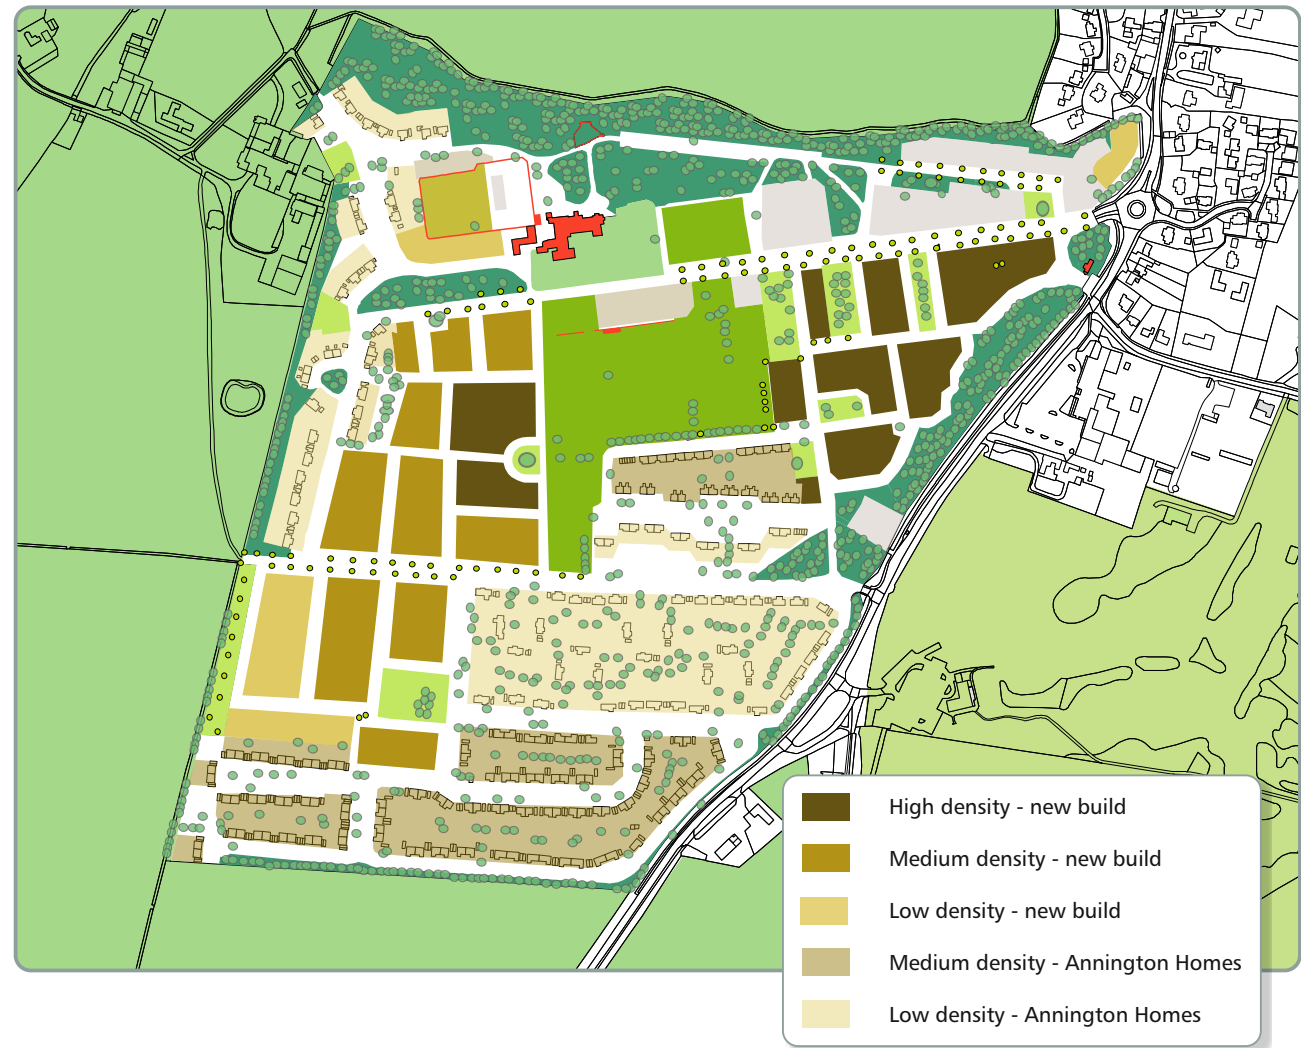 High density - new build
Medium density - new build
Low density - new build
Medium density - Annington Homes
Low density - Annington Homes